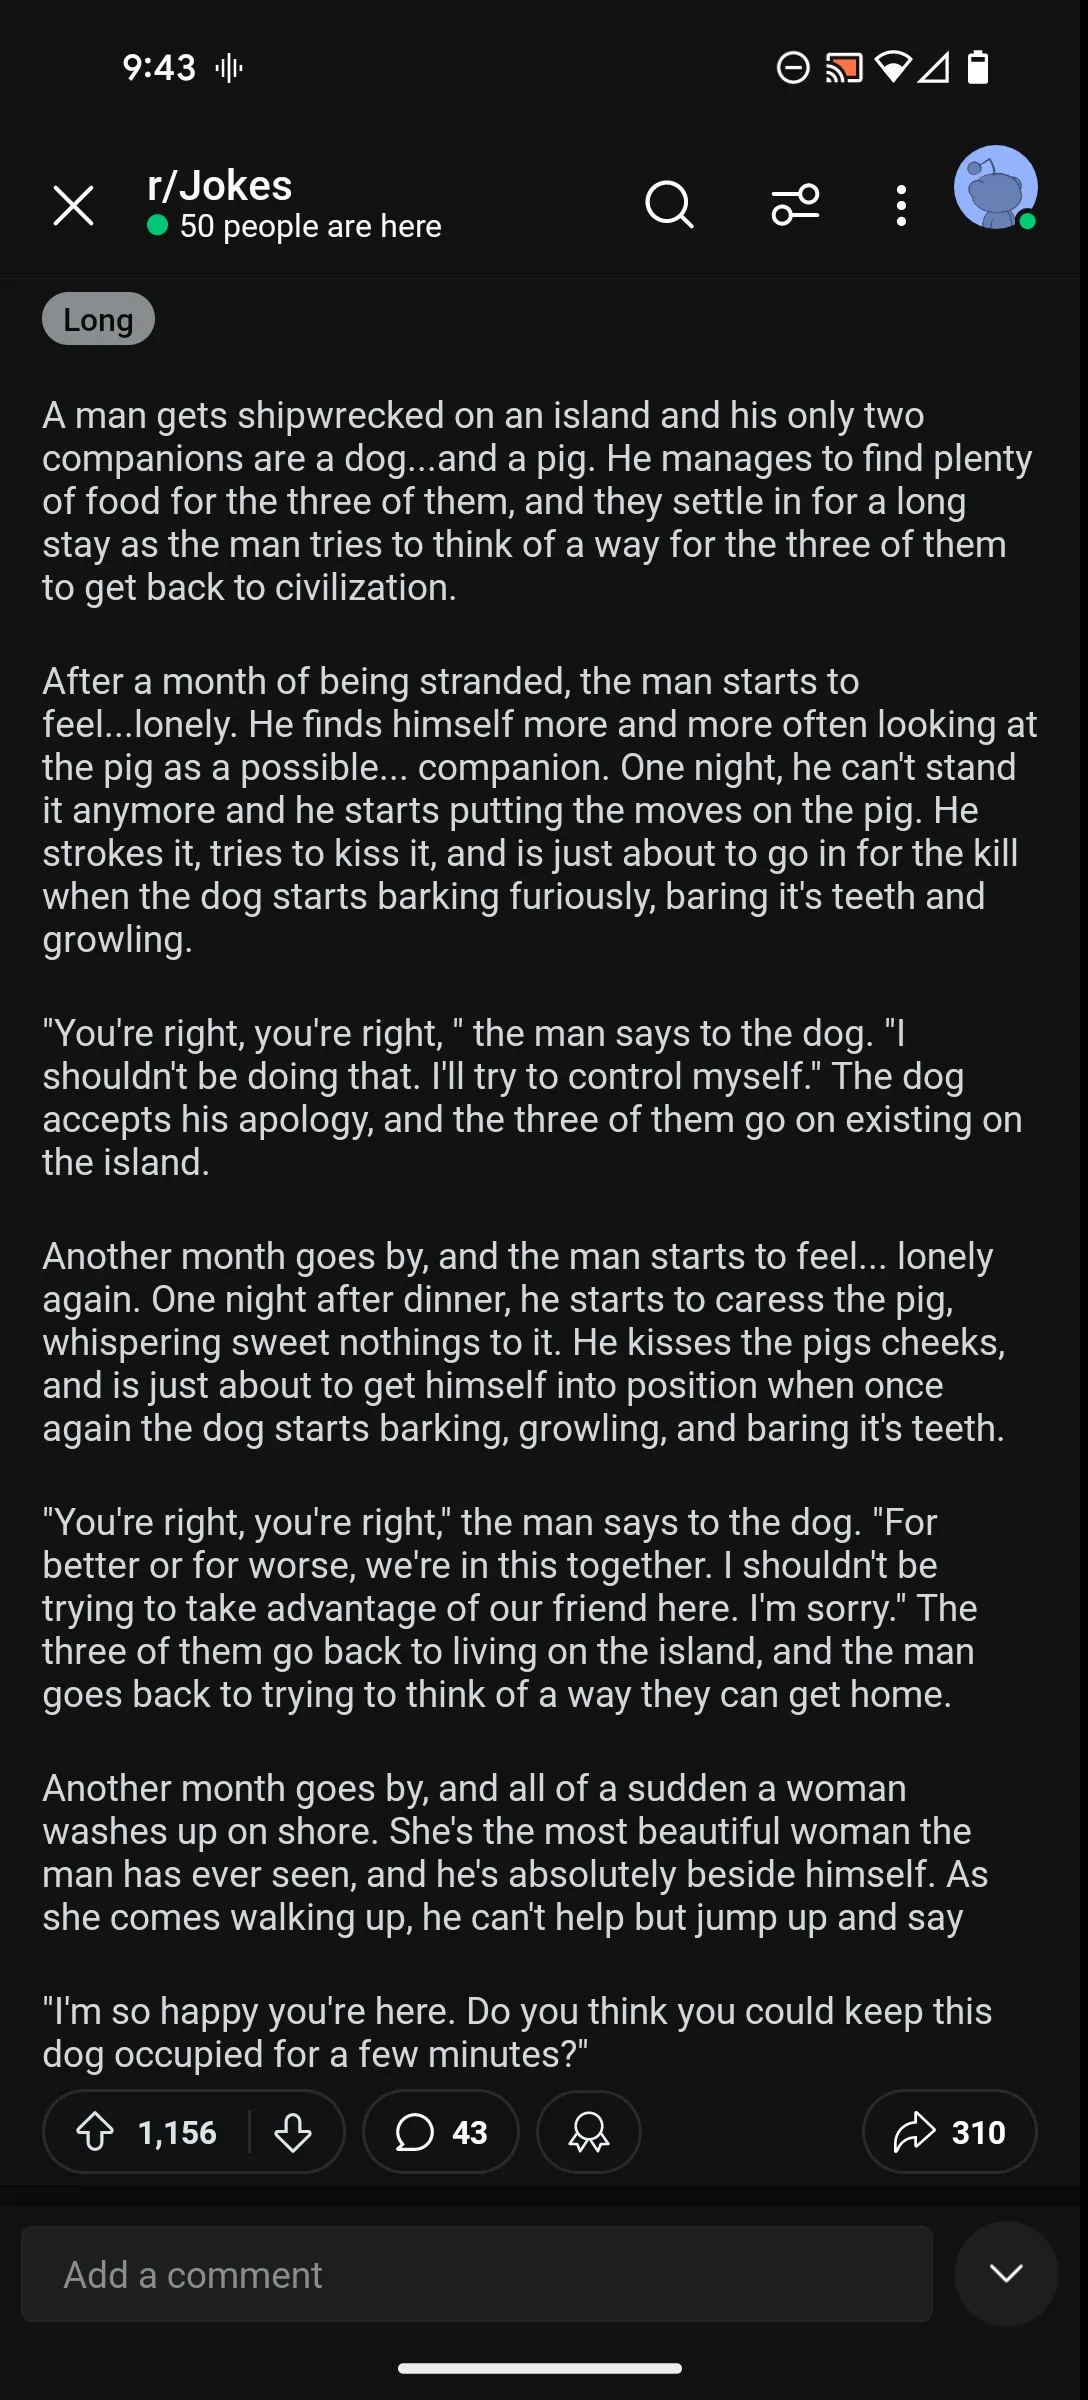 9:43
r/Jokes
50 people are here
Long
A man gets shipwrecked on an island and his only two
companions are a dog...and a pig. He manages to find plenty
of food for the three of them, and they settle in for a long
stay as the man tries to think of a way for the three of them
to get back to civilization.
After a month of being stranded, the man starts to
feel...lonely. He finds himself more and more often looking at
the pig as a possible... companion. One night, he can't stand
it anymore and he starts putting the moves on the pig. He
strokes it, tries to kiss it, and is just about to go in for the kill
when the dog starts barking furiously, baring it's teeth and
growling.
"You're right, you're right, " the man says to the dog. "I
shouldn't be doing that. I'll try to control myself." The dog
accepts his apology, and the three of them go on existing on
the island.
Another month goes by, and the man starts to feel... lonely
again. One night after dinner, he starts to caress the pig,
whispering sweet nothings to it. He kisses the pigs cheeks,
and is just about to get himself into position when once
again the dog starts barking, growling, and baring it's teeth.
"You're right, you're right," the man says to the dog. "For
better or for worse, we're in this together. I shouldn't be
trying to take advantage of our friend here. I'm sorry." The
three of them go back to living on the island, and the man
goes back to trying to think of a way they can get home.
Another month goes by, and all of a sudden a woman
washes up on shore. She's the most beautiful woman the
man has ever seen, and he's absolutely beside himself. As
she comes walking up, he can't help but jump up and say
"I'm so happy you're here. Do you think you could keep this
dog occupied for a few minutes?"
1,156 43 310
Add a comment